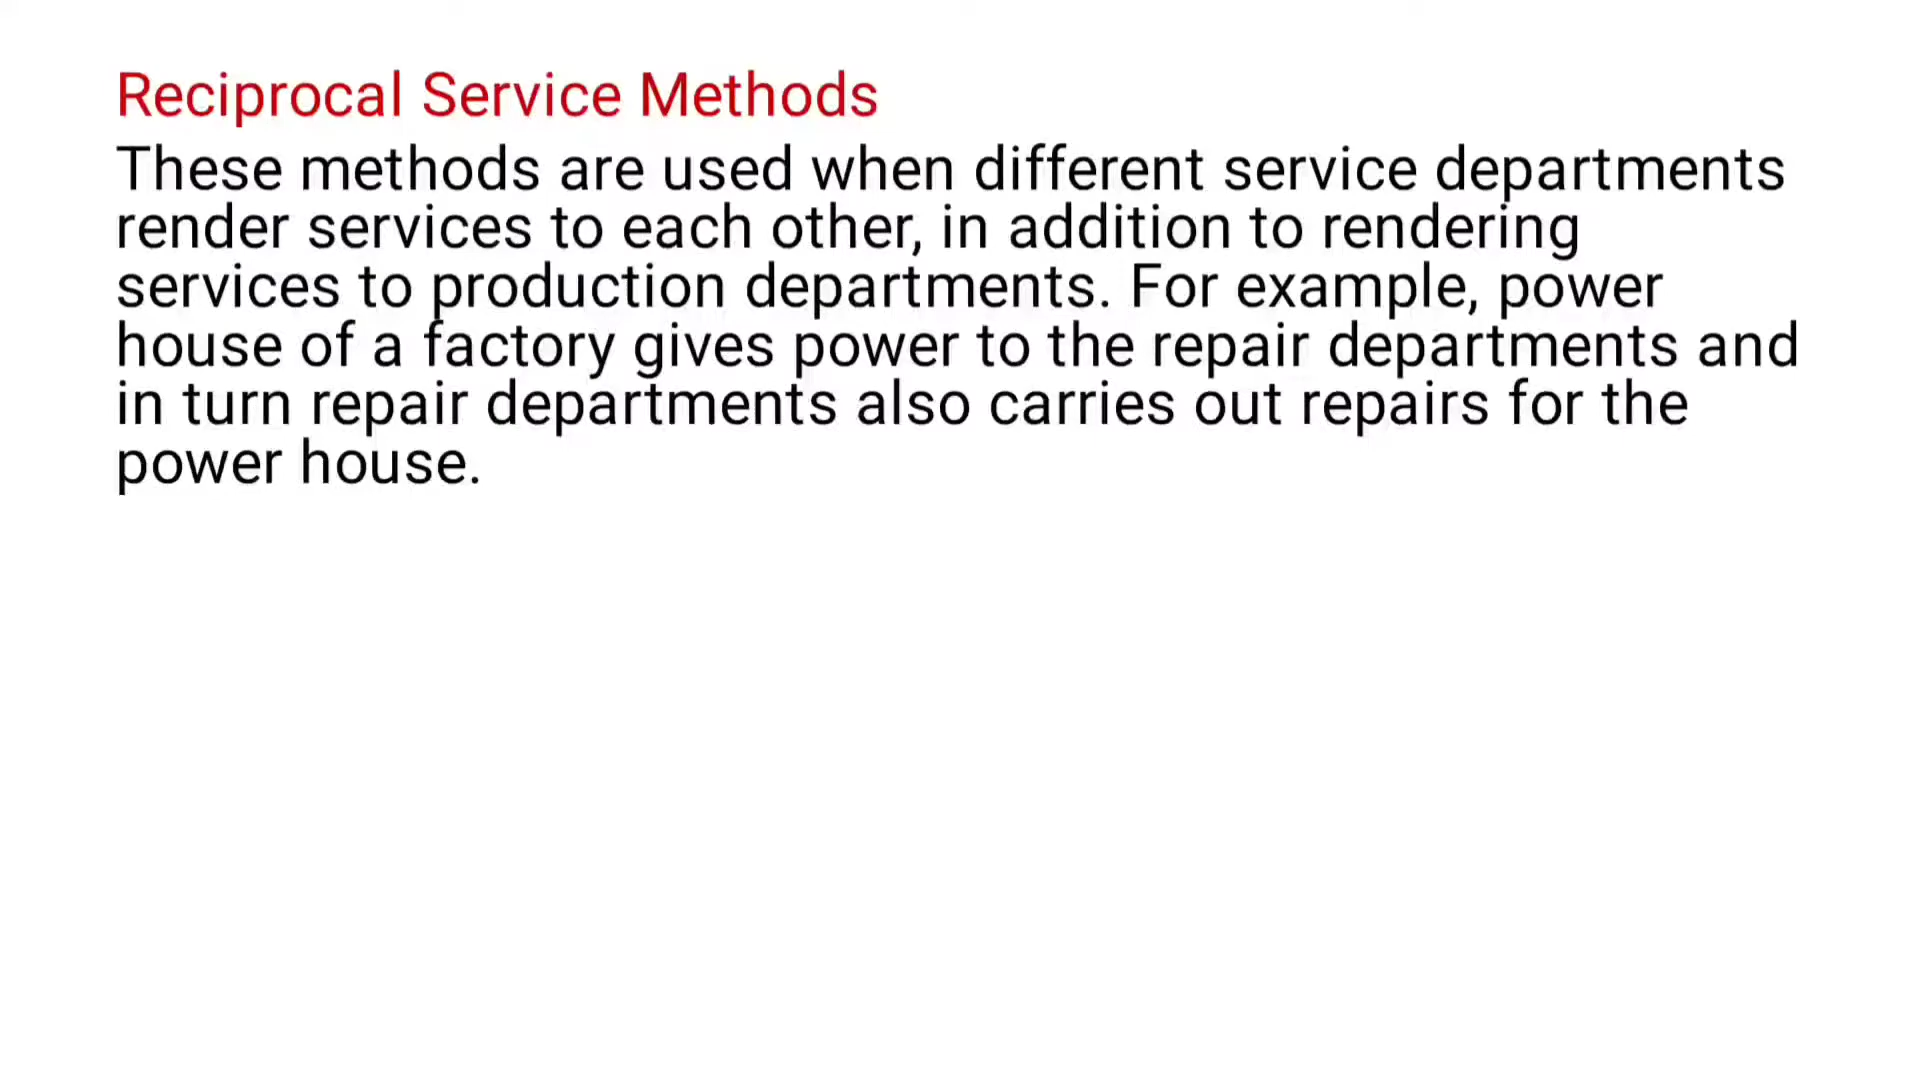 Reciprocal Service Methods
These methods are used when different service departments
render services to each other, in addition to rendering
services to production departments. For example, power
house of a factory gives power to the repair departments and
in turn repair departments also carries out repairs for the
power house.